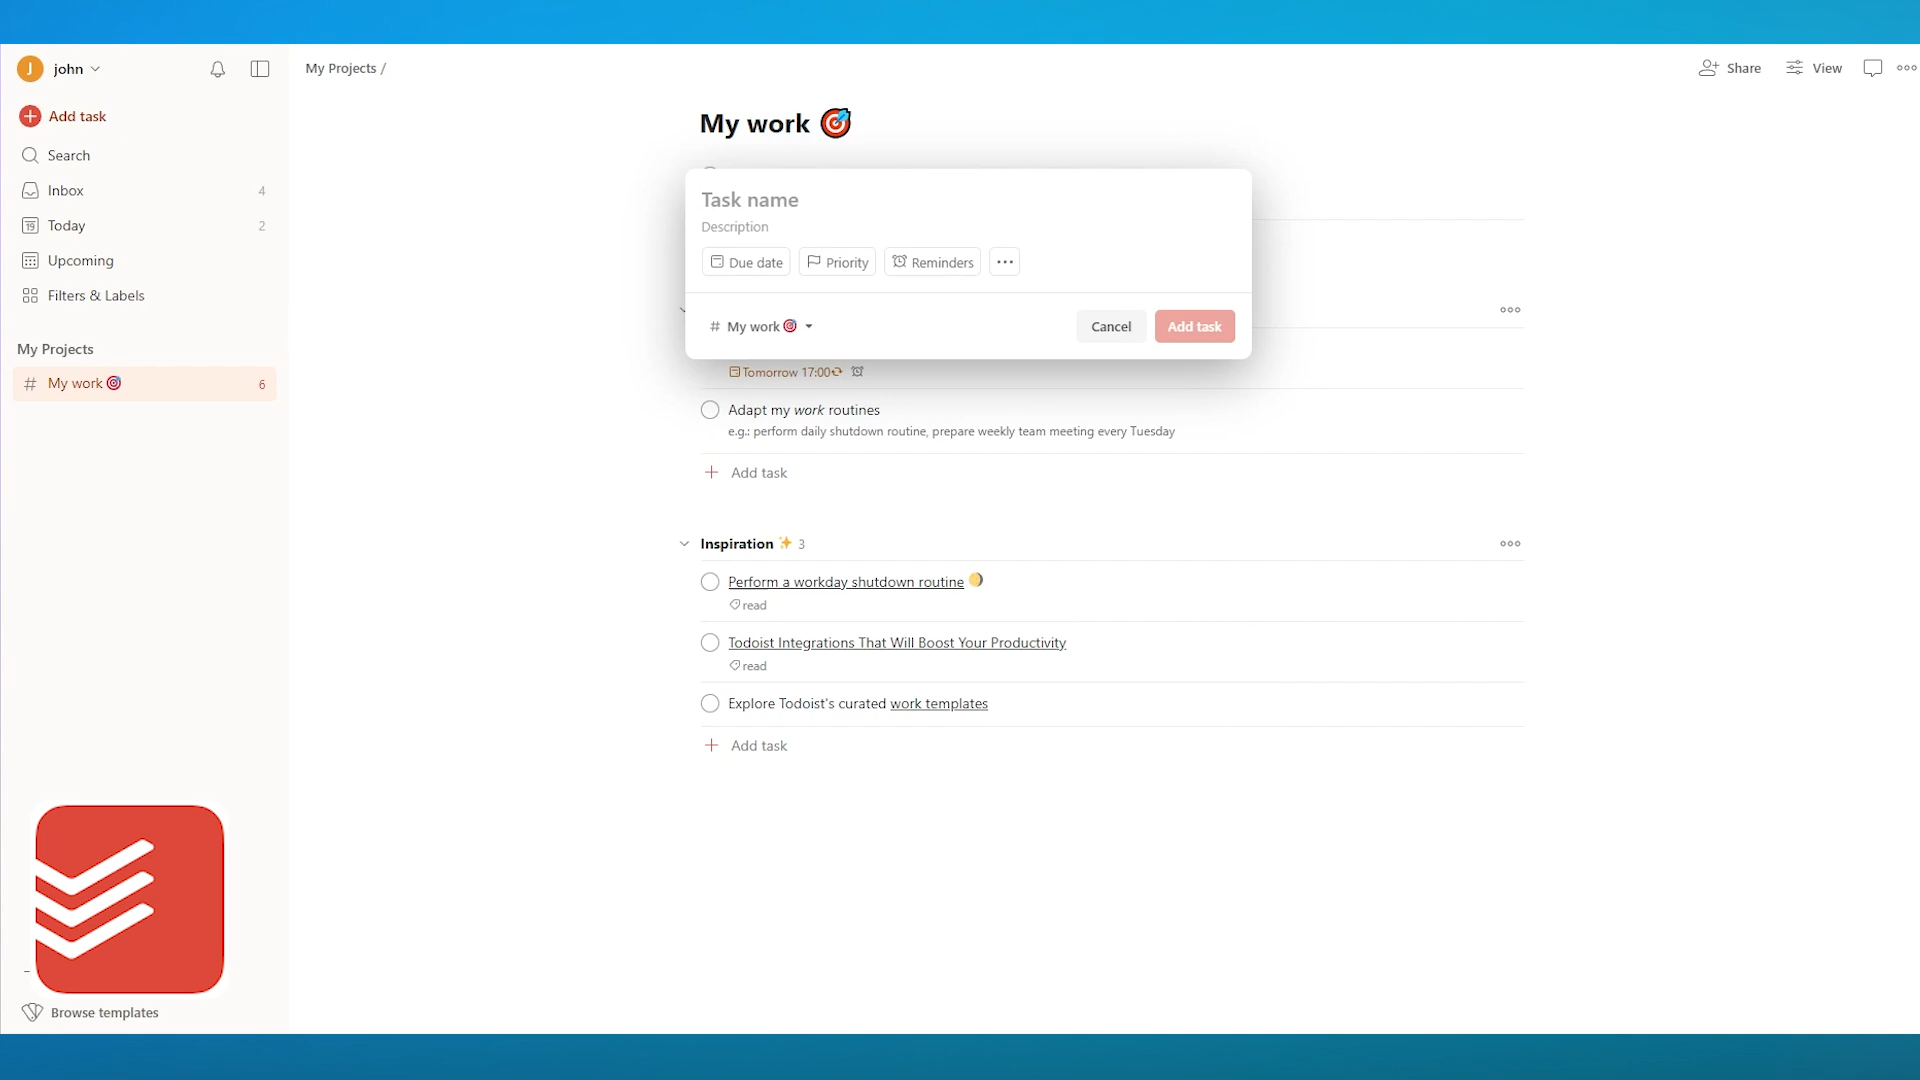 J john
My Projects /
Share
View
Add task
Search
Inbox 4
19 Today 2
Upcoming
Filters & Labels
My Projects
# My work 🎯 6
Browse templates
My work 🎯
Task name
Description
Due date
Priority
Reminders
# My work 🎯
Cancel
Add task
Tomorrow 17:00
Adapt my work routines
e.g.: perform daily shutdown routine, prepare weekly team meeting every Tuesday
+ Add task
Inspiration ✨ 3
Perform a workday shutdown routine 🌖
read
Todoist Integrations That Will Boost Your Productivity
read
Explore Todoist's curated work templates
+ Add task